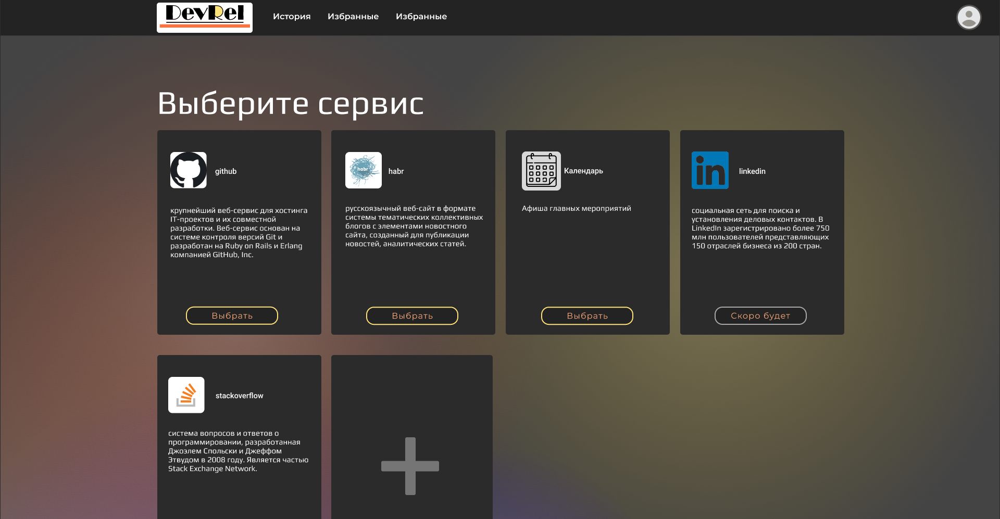 DevRel
История Избранные Избранные
Выберите сервис
github
крупнейший веб-сервис для хостинга
IT-проектов и их совместной
разработки. Веб-сервис основан на
системе контроля версий Git и
разработан на Ruby on Rails и Erlang
компанией GitHub, Inc.
Выбрать
habr
habr
русскоязычный веб-сайт в формате
системы тематических коллективных
блогов с элементами новостного
сайта, созданный для публикации
новостей, аналитических статей.
Выбрать
Календарь
Афиша главных мероприятий
Выбрать
in
linkedin
социальная сеть для поиска и
установления деловых контактов. В
LinkedIn зарегистрировано более 750
млн пользователей представляющих
150 отраслей бизнеса из 200 стран.
Скоро будет
stackoverflow
система вопросов и ответов о
программировании, разработанная
Джоэлем Спольски и Джеффом
Этвудом в 2008 году. Является частью
Stack Exchange Network.